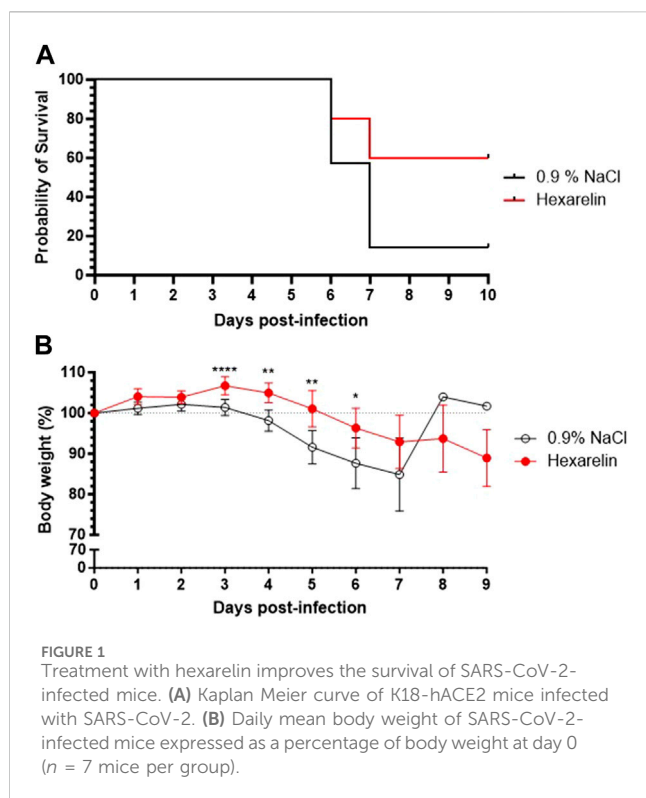 A
100
80
60
40
20
0
Probability of Survival
0 1 2 3 4 5 6 7 8 9 10
Days post-infection
0.9 % NaCl
Hexarelin
B
110
100
90
80
70
70
0
Body weight (%)
**** ** ** *
0 1 2 3 4 5 6 7 8 9
Days post-infection
0.9% NaCl
Hexarelin
FIGURE 1
Treatment with hexarelin improves the survival of SARS-CoV-2-
infected mice. (A) Kaplan Meier curve of K18-hACE2 mice infected
with SARS-CoV-2. (B) Daily mean body weight of SARS-CoV-2-
infected mice expressed as a percentage of body weight at day 0
(n = 7 mice per group).